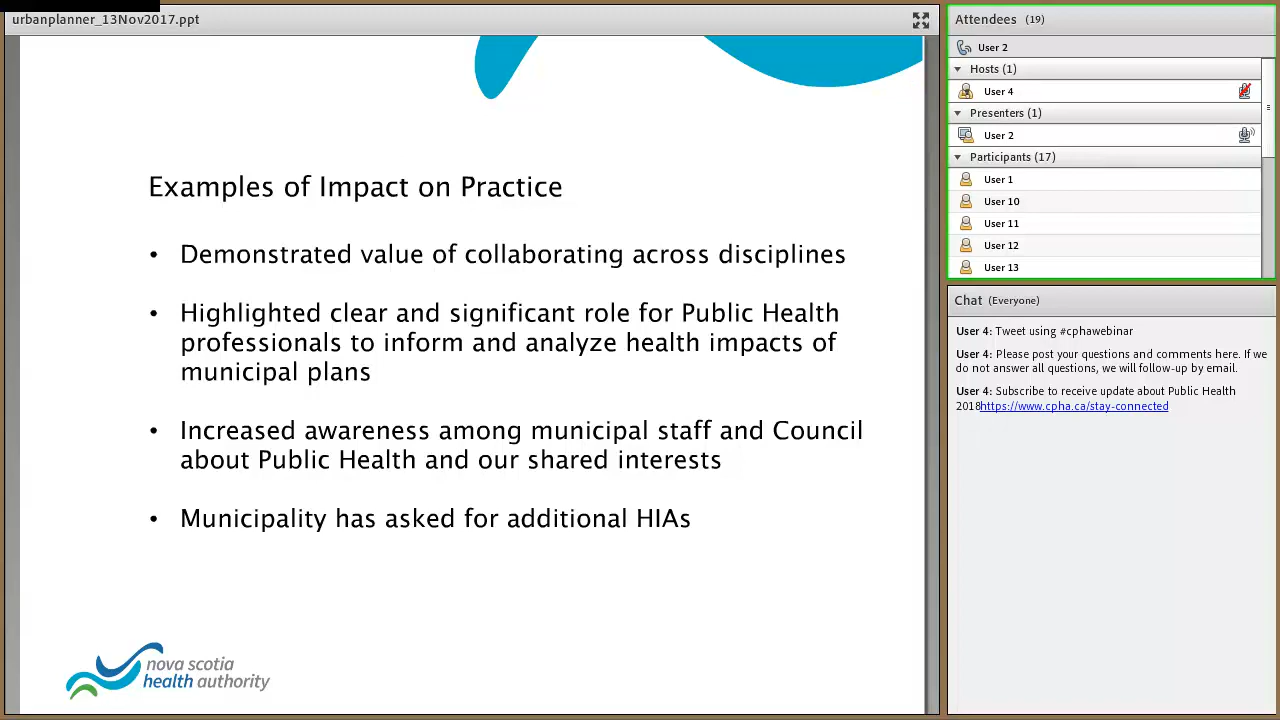 urbanplanner_13Nov2017.ppt
Examples of Impact on Practice
• Demonstrated value of collaborating across disciplines
• Highlighted clear and significant role for Public Health
professionals to inform and analyze health impacts of
municipal plans
• Increased awareness among municipal staff and Council
about Public Health and our shared interests
• Municipality has asked for additional HIAs
nova scotia
health authority
Attendees (19)
User 2
Hosts (1)
User 4
Presenters (1)
User 2
Participants (17)
User 1
User 10
User 11
User 12
User 13
Chat (Everyone)
User 4: Tweet using #cphawebinar
User 4: Please post your questions and comments here. If we
do not answer all questions, we will follow-up by email.
User 4: Subscribe to receive update about Public Health
2018https://www.cpha.ca/stay-connected